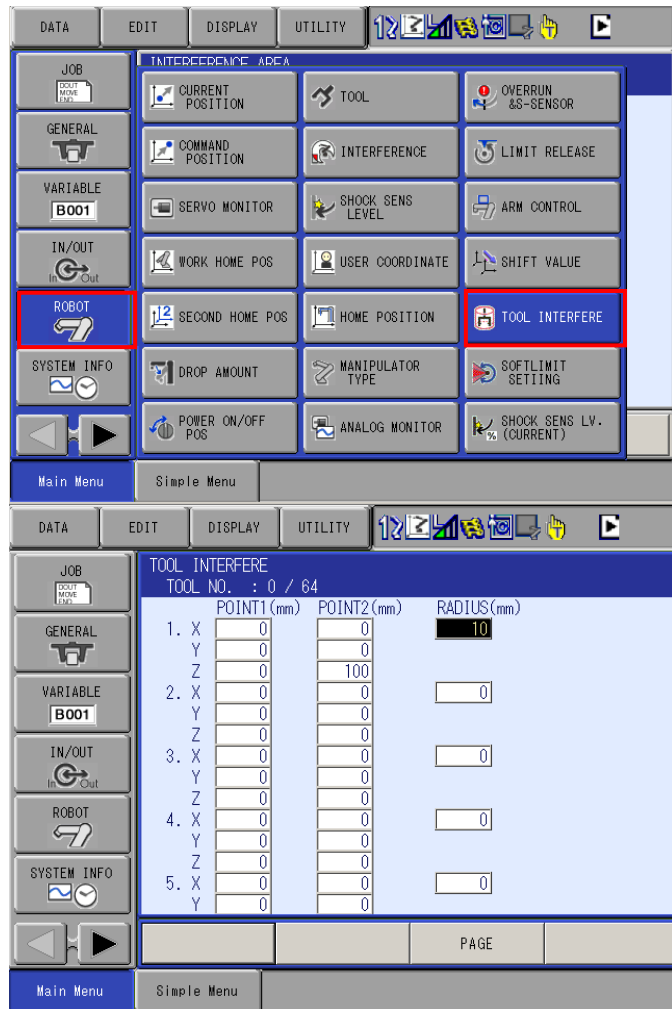 DATA EDIT DISPLAY UTILITY 12
INTERFERENCE AREA
JOB
DOUT
MOVE
END
GENERAL
VARIABLE
B001
IN/OUT
In Out
ROBOT
SYSTEM INFO
CURRENT
POSITION
TOOL
OVERRUN
&S-SENSOR
COMMAND
POSITION
INTERFERENCE
LIMIT RELEASE
SERVO MONITOR
SHOCK SENS
LEVEL
ARM CONTROL
WORK HOME POS
USER COORDINATE
SHIFT VALUE
12
SECOND HOME POS
HOME POSITION
TOOL INTERFERE
DROP AMOUNT
MANIPULATOR
TYPE
SOFTLIMIT
SETIING
POWER ON/OFF
POS
ANALOG MONITOR
%
SHOCK SENS LV.
(CURRENT)
Main Menu Simple Menu
DATA EDIT DISPLAY UTILITY 12
JOB
DOUT
MOVE
END
GENERAL
VARIABLE
B001
IN/OUT
In Out
ROBOT
SYSTEM INFO
TOOL INTERFERE
TOOL NO. : 0 / 64
POINT1(mm) POINT2(mm) RADIUS(mm)
1. X 0 0 10
Y 0 0
Z 0 100
2. X 0 0 0
Y 0 0
Z 0 0
3. X 0 0 0
Y 0 0
Z 0 0
4. X 0 0 0
Y 0 0
Z 0 0
5. X 0 0 0
Y 0 0
PAGE
Main Menu Simple Menu